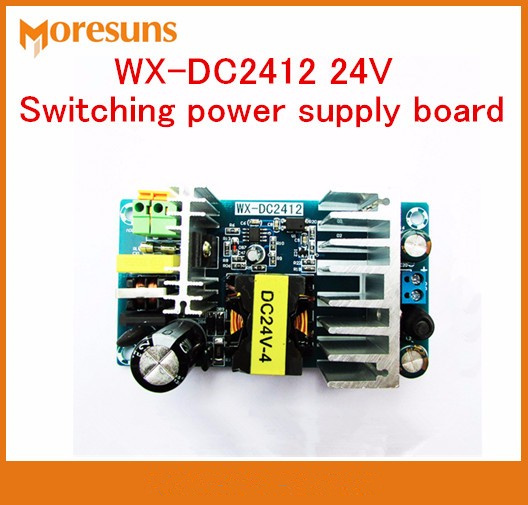 Moresuns
WX-DC2412 24V
Switching power supply board
WX-DC2412
DC24V-4